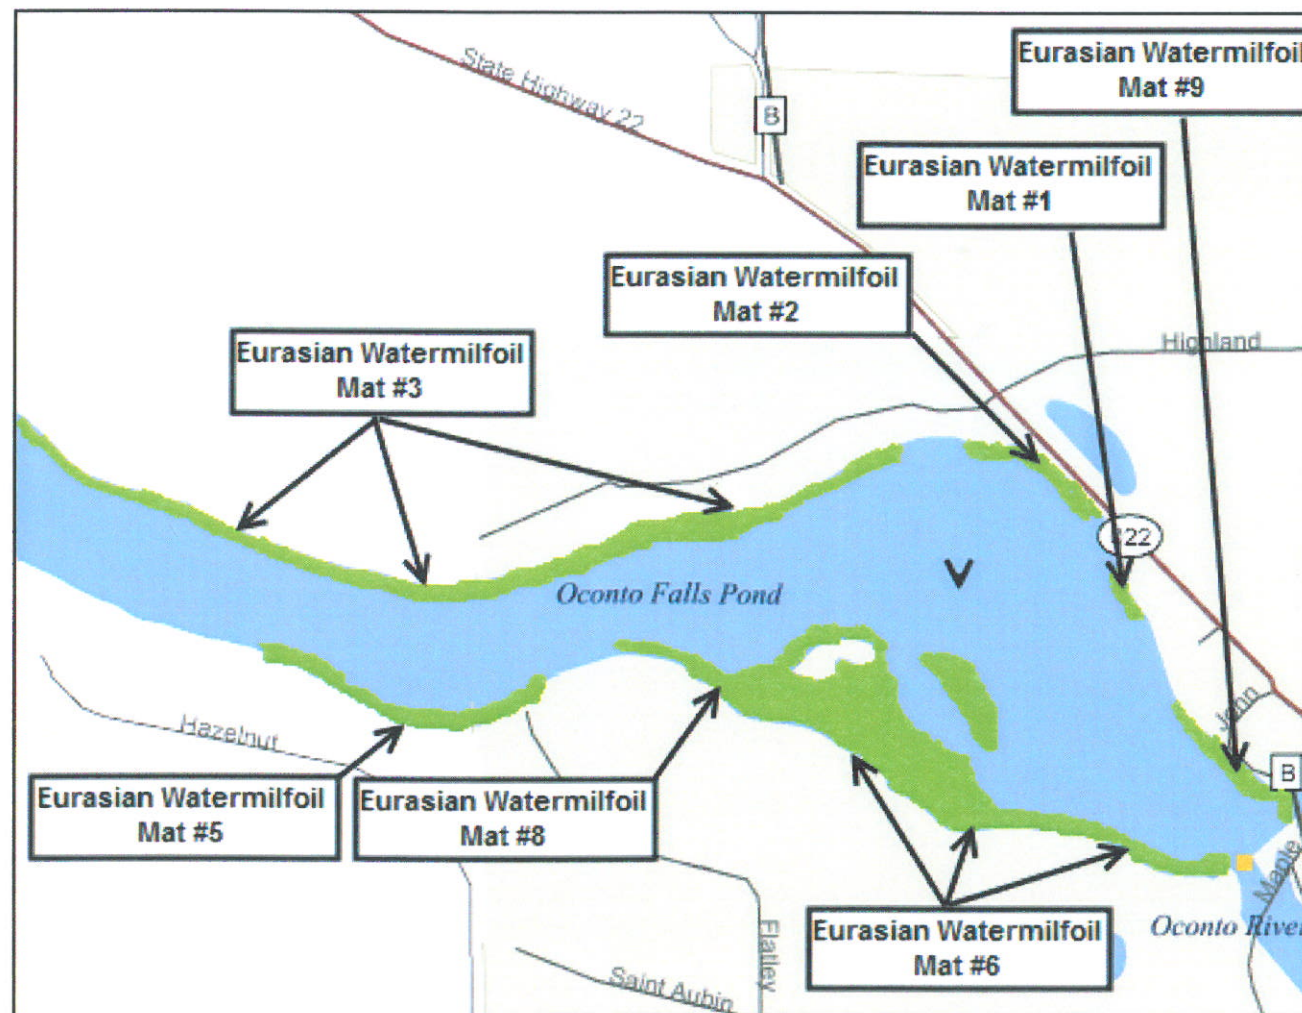 Eurasian Watermilfoil
Mat #9
State Highway 22
B
Eurasian Watermilfoil
Mat #1
Eurasian Watermilfoil
Mat #2
Highland
Eurasian Watermilfoil
Mat #3
22
Oconto Falls Pond
John
Hazelnut
B
Eurasian Watermilfoil
Mat #5
Eurasian Watermilfoil
Mat #8
Maple
Eurasian Watermilfoil
Mat #6
Oconto River
Flatley
Saint Aubin